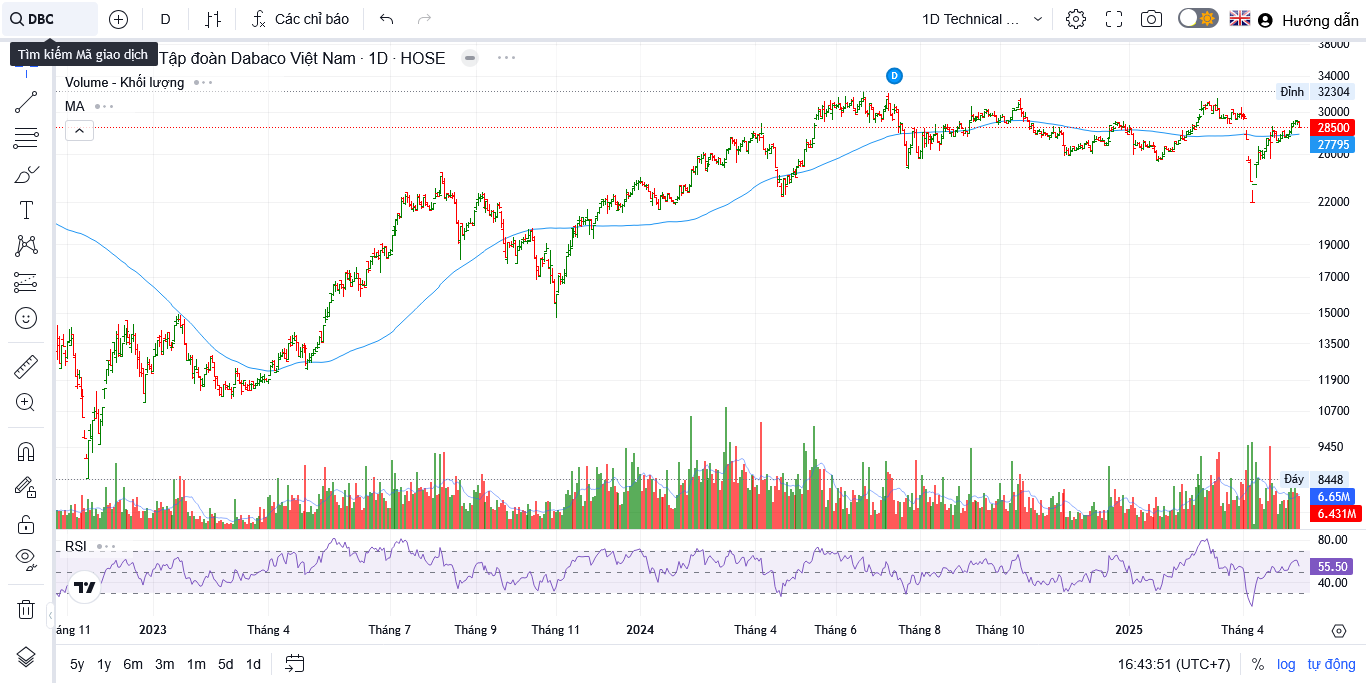 DBC
D
Các chỉ báo
1D Technical ...
Hướng dẫn
Tìm kiếm Mã giao dịch
Tập đoàn Dabaco Việt Nam · 1D · HOSE
Volume - Khối lượng
MA
D
38000
34000
Đỉnh 32304
30000
28500
27795
26000
22000
19000
17000
15000
13500
11900
10700
9450
Đáy 8448
6.65M
6.431M
RSI
80.00
55.50
40.00
áng 11 2023 Tháng 4 Tháng 7 Tháng 9 Tháng 11 2024 Tháng 4 Tháng 6 Tháng 8 Tháng 10 2025 Tháng 4
5y 1y 6m 3m 1m 5d 1d
16:43:51 (UTC+7) % log tự động